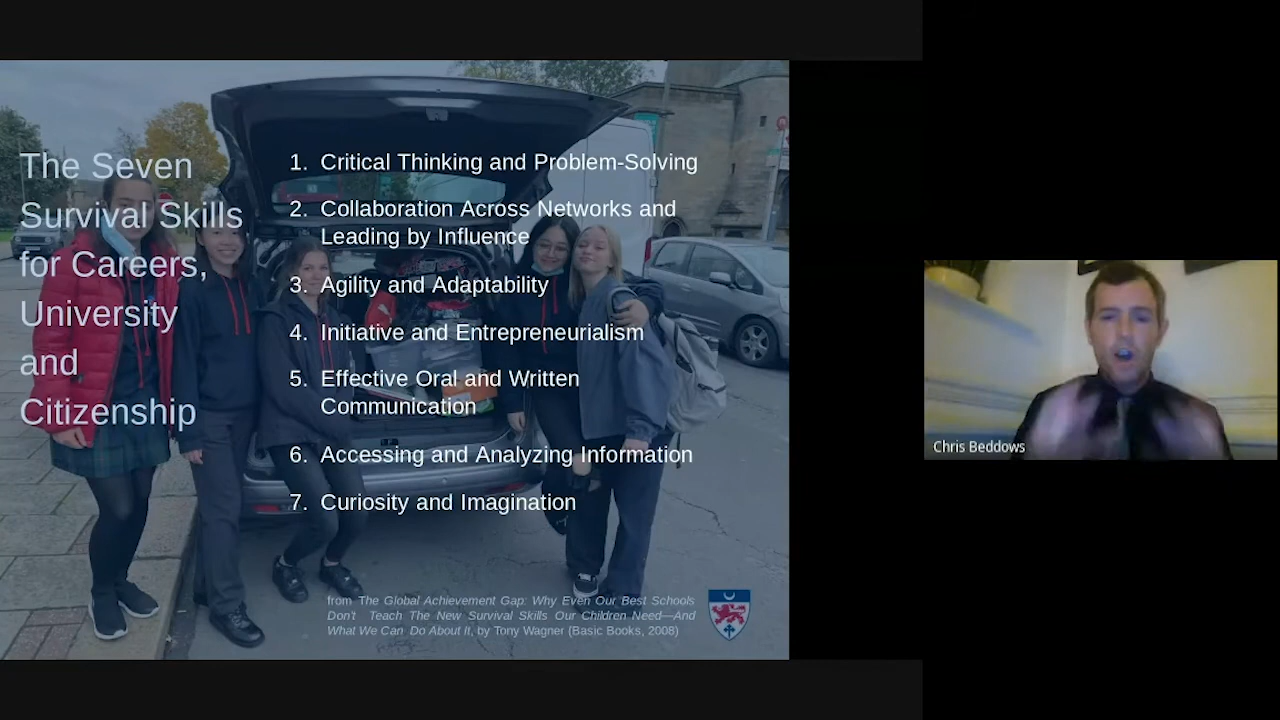 The Seven
Survival Skills
for Careers,
University
and
Citizenship
1. Critical Thinking and Problem-Solving
2. Collaboration Across Networks and
Leading by Influence
3. Agility and Adaptability
4. Initiative and Entrepreneurialism
5. Effective Oral and Written
Communication
6. Accessing and Analyzing Information
7. Curiosity and Imagination
from The Global Achievement Gap: Why Even Our Best Schools
Don't Teach The New Survival Skills Our Children Need—And
What We Can Do About It, by Tony Wagner (Basic Books, 2008)
Chris Beddows